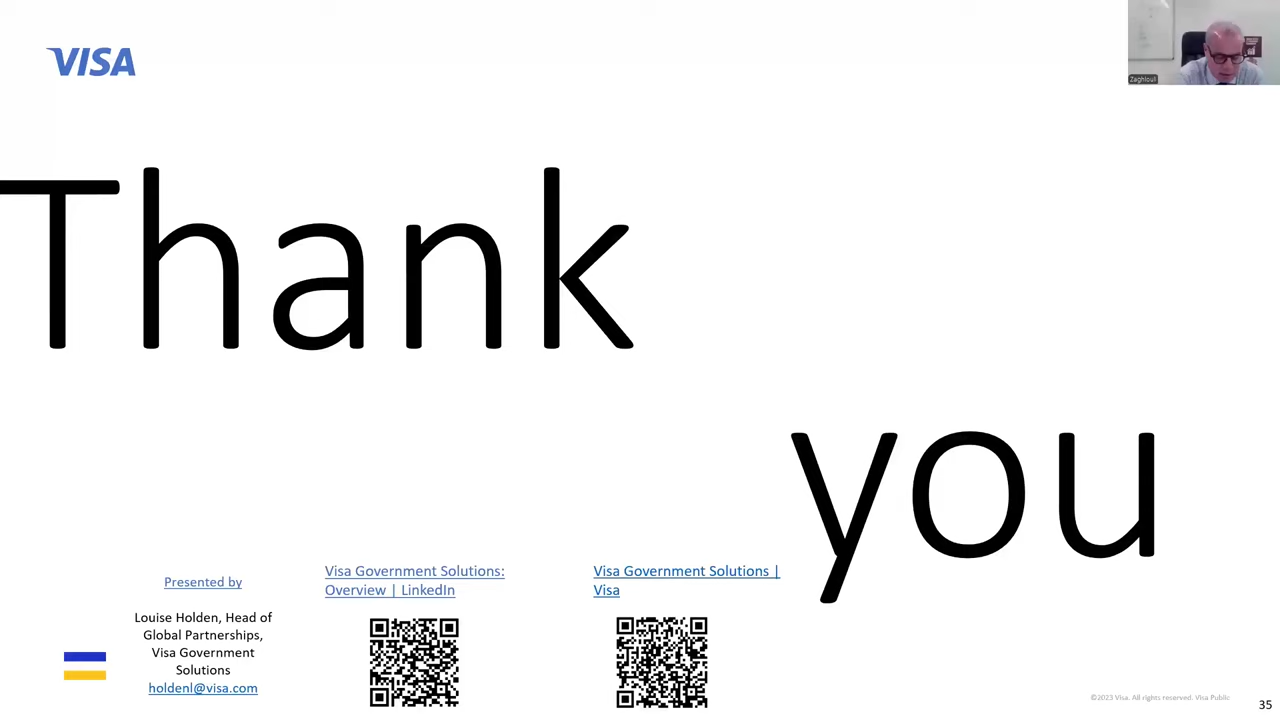 VISA
Zaghlouli
Thank
you
Presented by
Louise Holden, Head of
Global Partnerships,
Visa Government
Solutions
holdenl@visa.com
Visa Government Solutions:
Overview | LinkedIn
Visa Government Solutions |
Visa
©2023 Visa. All rights reserved. Visa Public
35